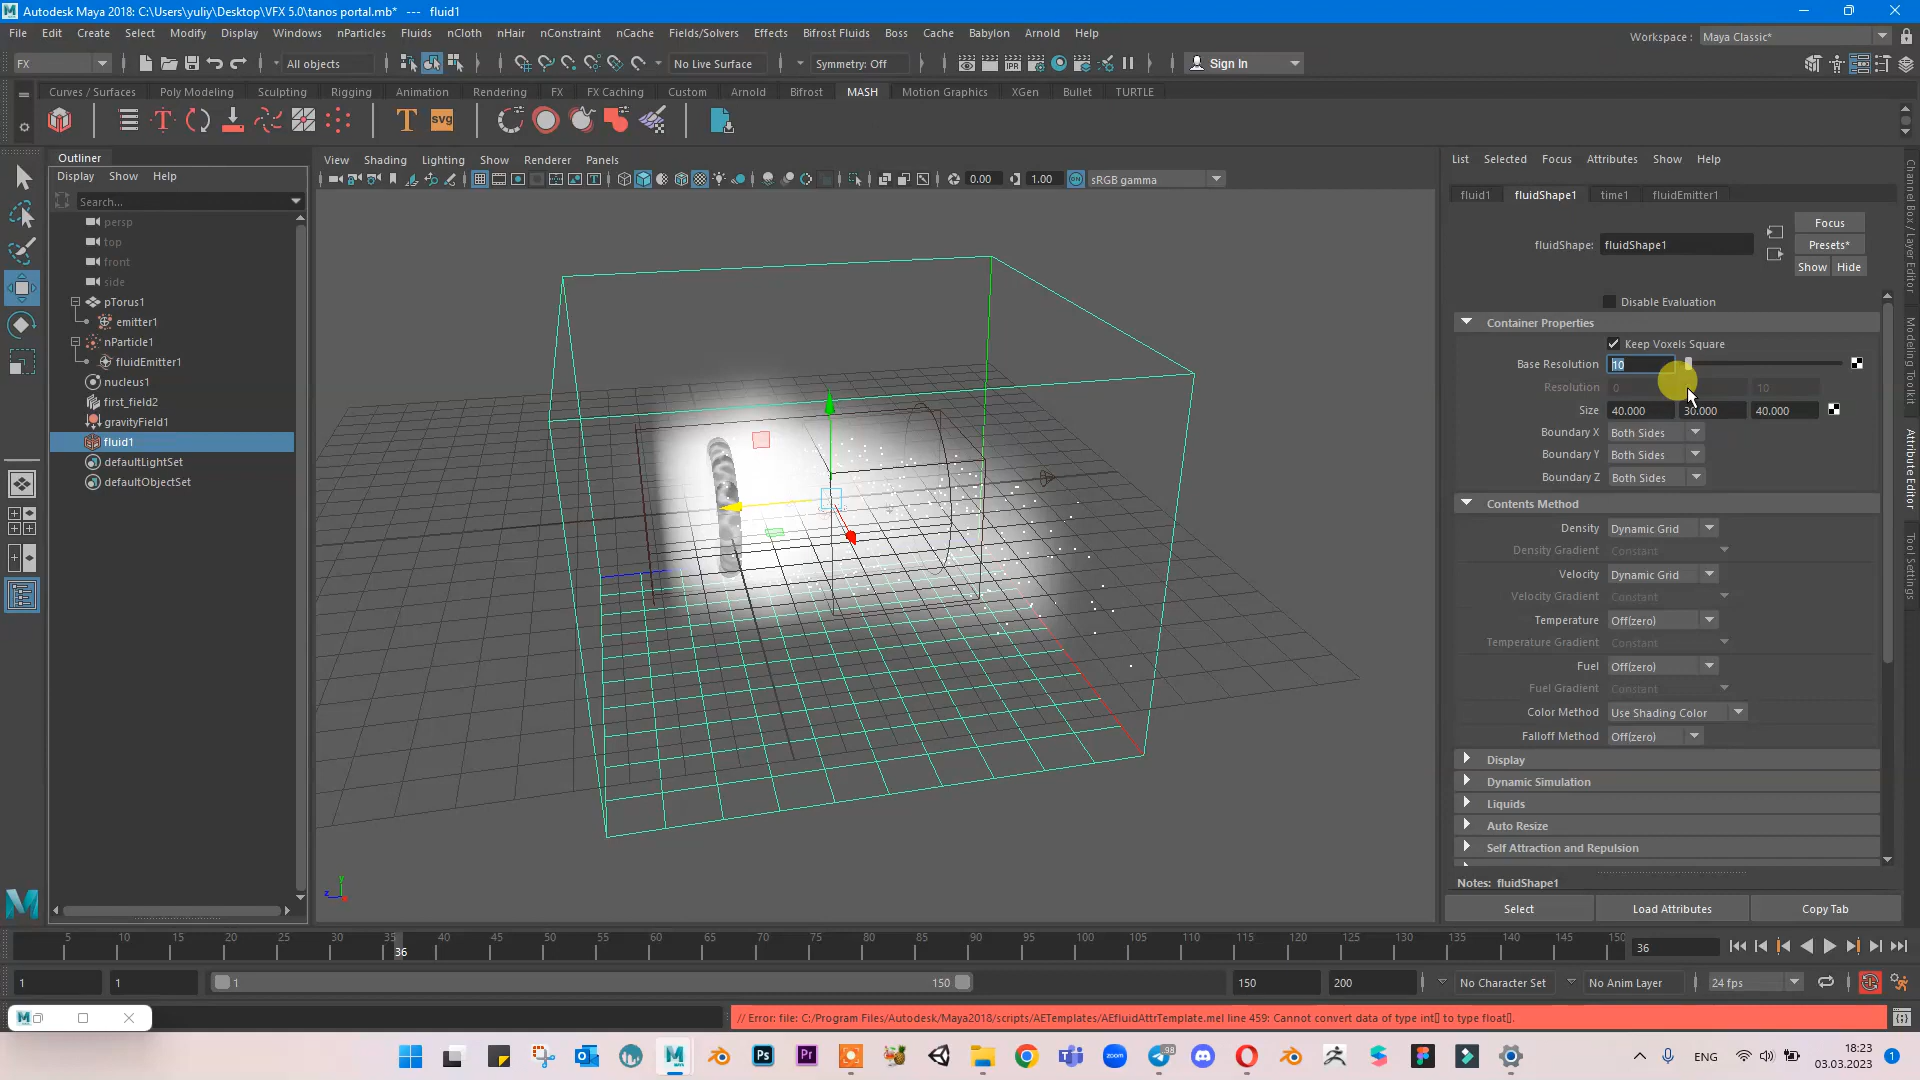 Autodesk Maya 2018: C:\Users\yuliy\Desktop\VFX 5.0\tanos portal.mb*   ---   fluid1
File Edit Create Select Modify Display Windows nParticles Fluids nCloth nHair nConstraint nCache Fields/Solvers Effects Bifrost Fluids Boss Cache Babylon Arnold Help
Workspace : Maya Classic*
FX All objects No Live Surface Symmetry: Off Sign In
Curves / Surfaces Poly Modeling Sculpting Rigging Animation Rendering FX FX Caching Custom Arnold Bifrost MASH Motion Graphics XGen Bullet TURTLE
T svg
Outliner
Display Show Help
Search...
persp
top
front
side
pTorus1
emitter1
nParticle1
fluidEmitter1
nucleus1
first_field2
gravityField1
fluid1
defaultLightSet
defaultObjectSet
View Shading Lighting Show Renderer Panels
0.00 1.00 sRGB gamma
y
z
List Selected Focus Attributes Show Help
fluid1 fluidShape1 time1 fluidEmitter1
Focus
fluidShape: fluidShape1 Presets*
Show Hide
Disable Evaluation
Container Properties
Keep Voxels Square
Base Resolution 10
Resolution 0 10
Size 40.000 30.000 40.000
Boundary X Both Sides
Boundary Y Both Sides
Boundary Z Both Sides
Contents Method
Density Dynamic Grid
Density Gradient Constant
Velocity Dynamic Grid
Velocity Gradient Constant
Temperature Off(zero)
Temperature Gradient Constant
Fuel Off(zero)
Fuel Gradient Constant
Color Method Use Shading Color
Falloff Method Off(zero)
Display
Dynamic Simulation
Liquids
Auto Resize
Self Attraction and Repulsion
Notes: fluidShape1
Select Load Attributes Copy Tab
Channel Box / Layer Editor
Modeling Toolkit
Attribute Editor
Tool Settings
5 10 15 20 25 30 35 40 45 50 55 60 65 70 75 80 85 90 95 100 105 110 115 120 125 130 135 140 145 150
36 36
1 1 1 150 150 200 No Character Set No Anim Layer 24 fps
// Error: file: C:/Program Files/Autodesk/Maya2018/scripts/AETemplates/AEfluidAttrTemplate.mel line 459: Cannot convert data of type int[] to type float[].
98 ENG 18:23
03.03.2023 1